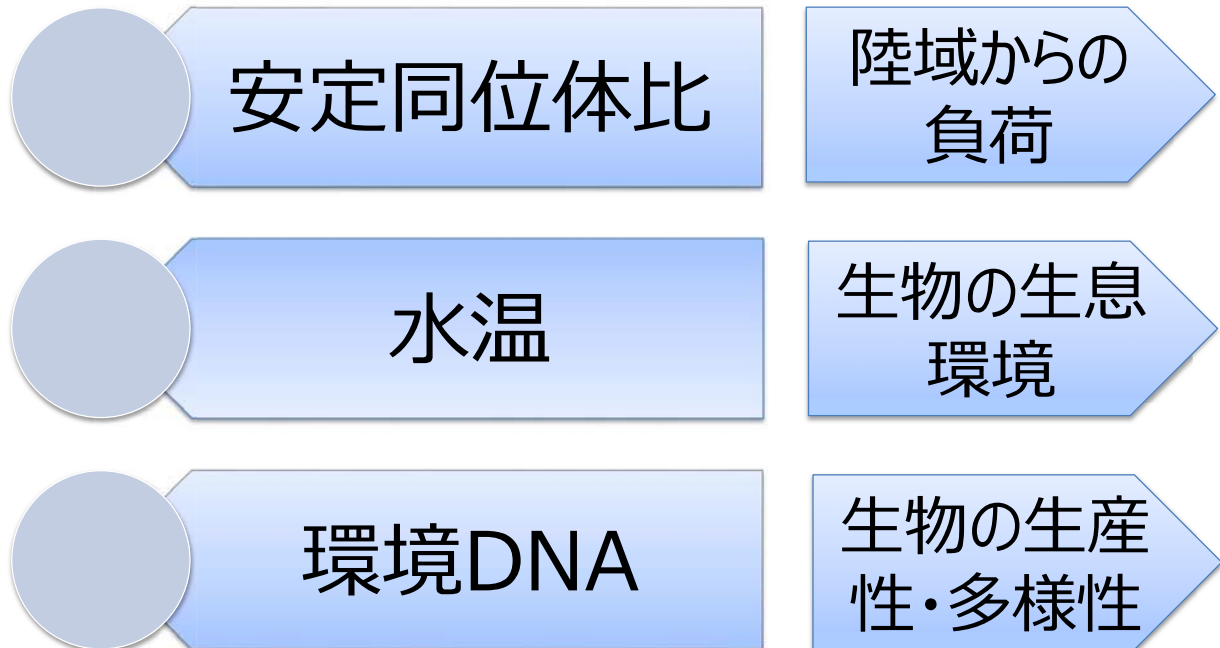 安定同位体比
陸域からの
負荷
水温
生物の生息
環境
環境DNA
生物の生産
性・多様性